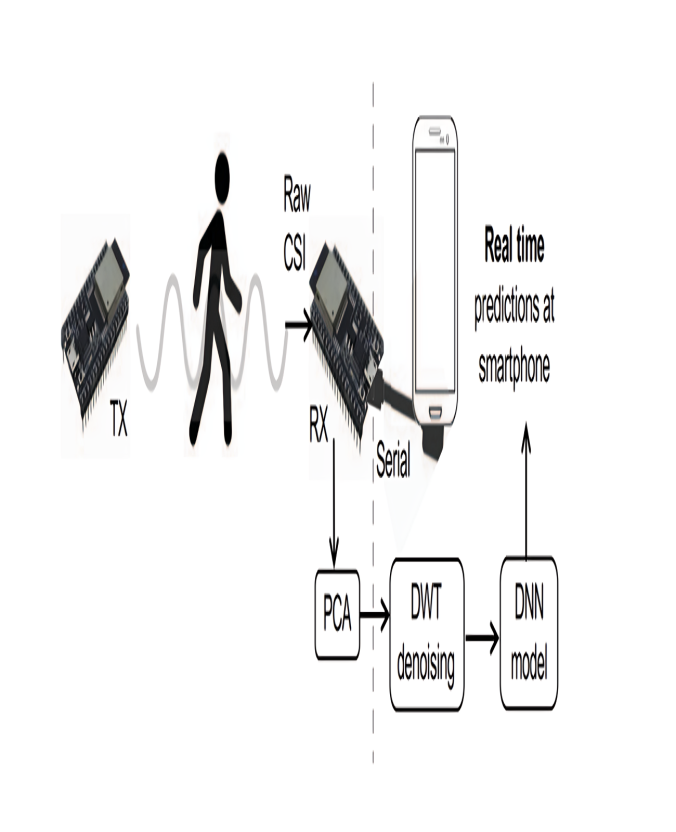 Raw
CSI
TX
RX
Serial
Real time
predictions at
smartphone
PCA
DWT
denoising
DNN
model